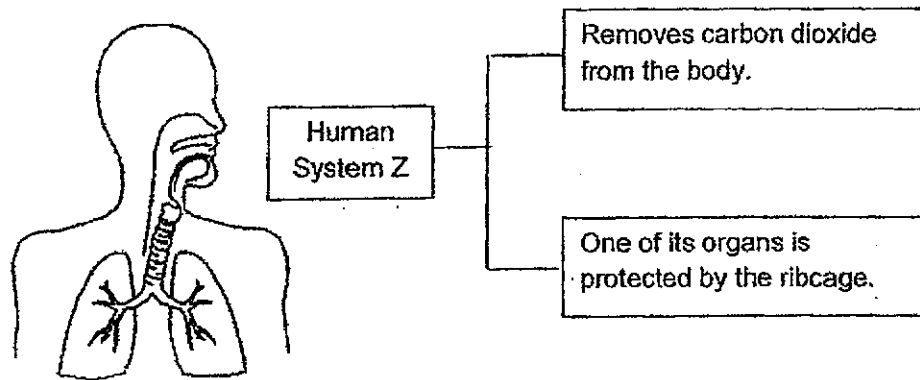 Removes carbon dioxide
from the body.
Human
System Z
One of its organs is
protected by the ribcage.